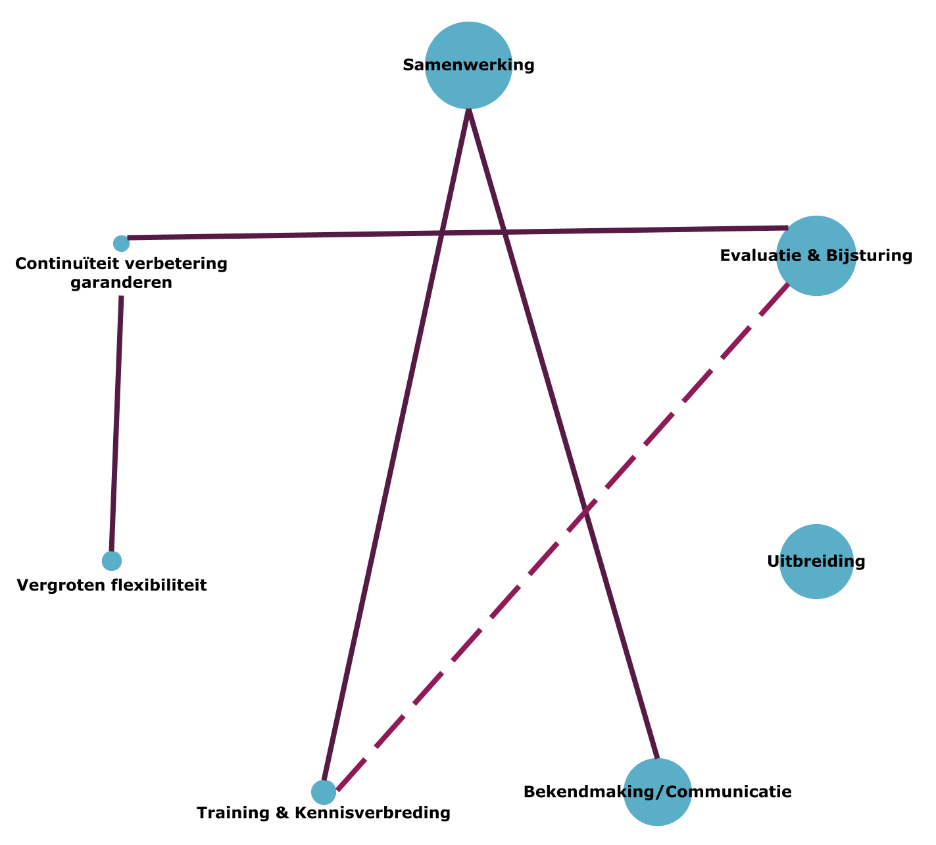 Samenwerking
Evaluatie & Bijsturing
Continuïteit verbetering
garanderen
Uitbreiding
Vergroten flexibiliteit
Bekendmaking/Communicatie
Training & Kennisverbreding